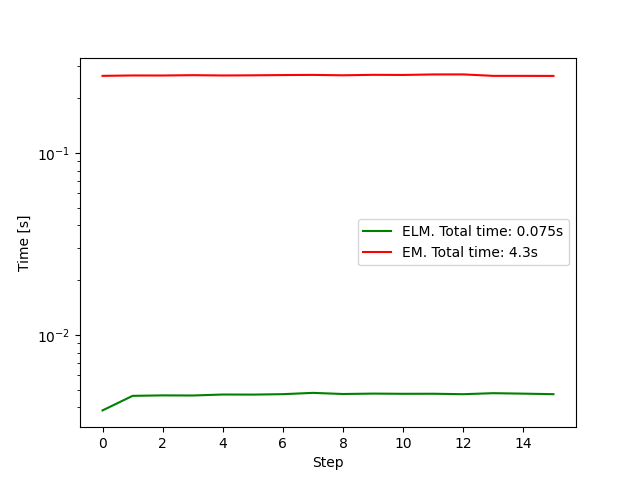 10⁻¹
10⁻²
Time [s]
ELM. Total time: 0.075s
EM. Total time: 4.3s
0 2 4 6 8 10 12 14
Step